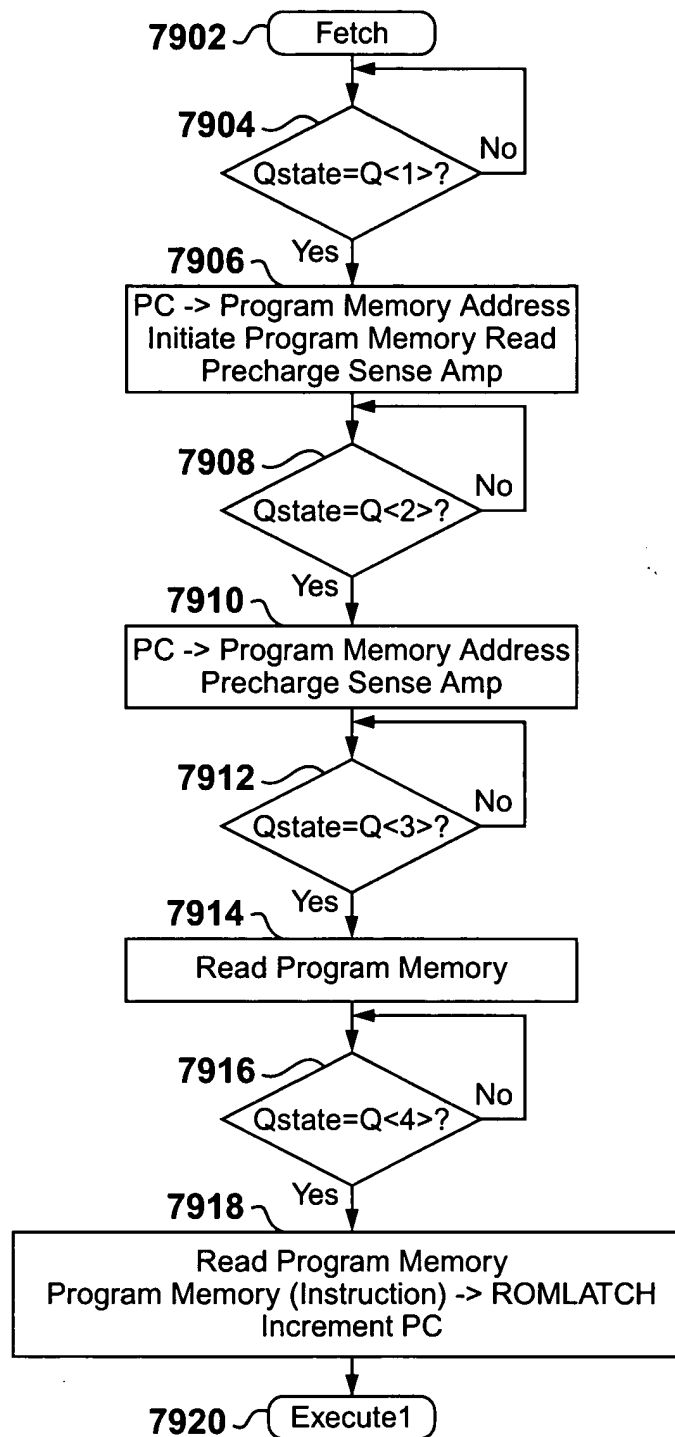 7902 Fetch
7904
Qstate=Q<1>?
No
Yes
7906
PC -> Program Memory Address
Initiate Program Memory Read
Precharge Sense Amp
7908
Qstate=Q<2>?
No
Yes
7910
PC -> Program Memory Address
Precharge Sense Amp
7912
Qstate=Q<3>?
No
Yes
7914
Read Program Memory
7916
Qstate=Q<4>?
No
Yes
7918
Read Program Memory
Program Memory (Instruction) -> ROMLATCH
Increment PC
7920 Execute1